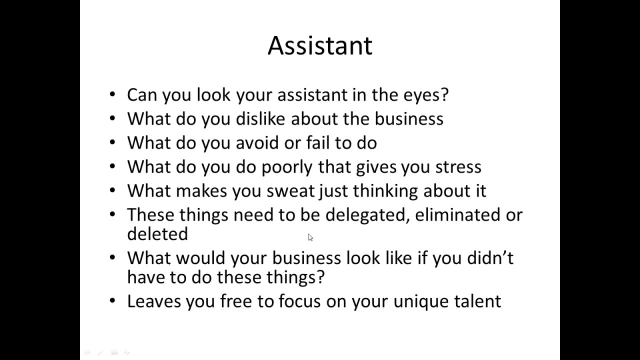 Assistant
• Can you look your assistant in the eyes?
• What do you dislike about the business
• What do you avoid or fail to do
• What do you do poorly that gives you stress
• What makes you sweat just thinking about it
• These things need to be delegated, eliminated or
deleted
• What would your business look like if you didn't
have to do these things?
• Leaves you free to focus on your unique talent